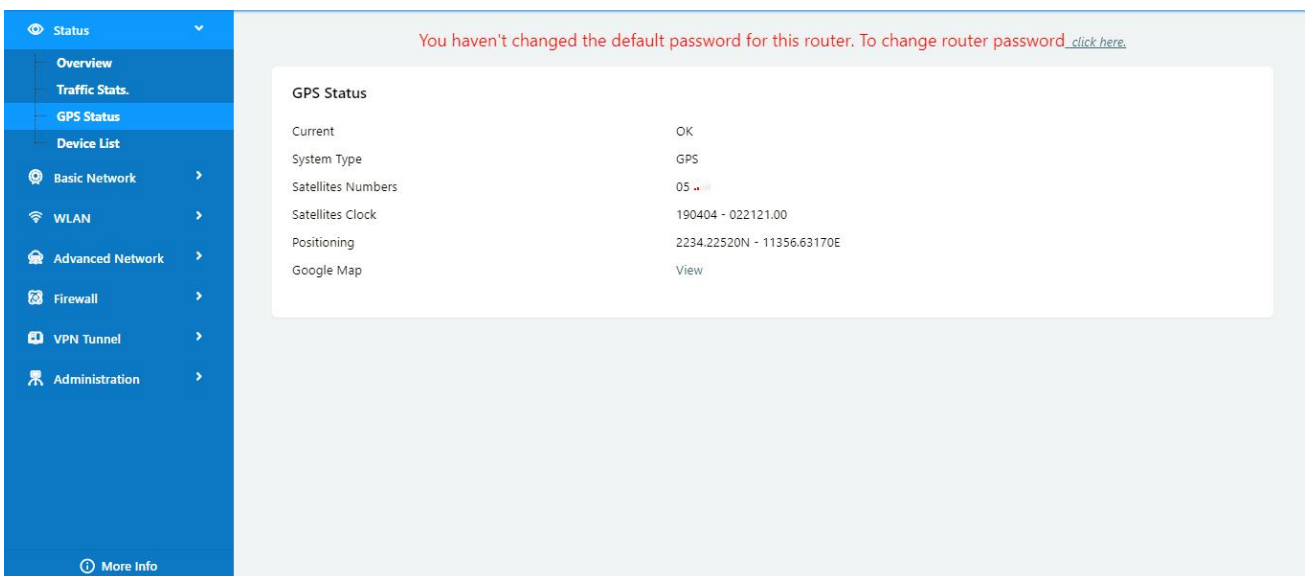 Status
Overview
Traffic Stats.
GPS Status
Device List
Basic Network
WLAN
Advanced Network
Firewall
VPN Tunnel
Administration
More Info
You haven't changed the default password for this router. To change router password click here.
GPS Status
Current OK
System Type GPS
Satellites Numbers 05
Satellites Clock 190404 - 022121.00
Positioning 2234.22520N - 11356.63170E
Google Map View